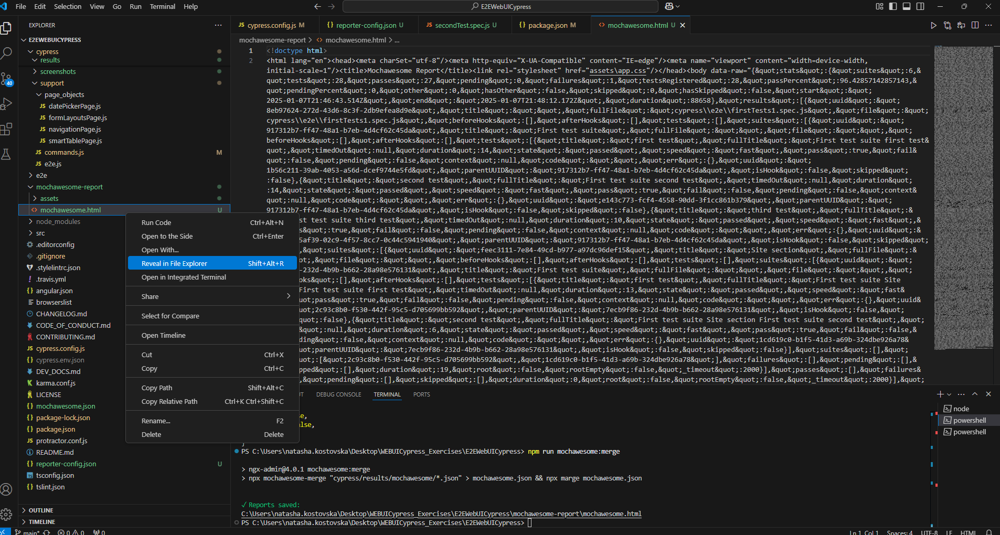 File Edit Selection View Go Run Terminal Help
E2EWebUICypress
EXPLORER
E2EWEBUICYPRESS
cypress
results
screenshots
support
page_objects
JS datePickerPage.js
JS formLayoutsPage.js
JS navigationPage.js
JS smartTablePage.js
JS commands.js M
JS e2e.js
e2e
mochawesome-report
assets
mochawesome.html U
node_modules
src
.editorconfig
.gitignore
.stylelintrc.json
.travis.yml
angular.json
browserslist
CHANGELOG.md
CODE_OF_CONDUCT.md
CONTRIBUTING.md
JS cypress.config.js
cypress.env.json
DEV_DOCS.md
karma.conf.js
LICENSE
mochawesome.json
package-lock.json
package.json
JS protractor.conf.js
README.md
reporter-config.json U
tsconfig.json
tslint.json
OUTLINE
TIMELINE
40
main* 0 0 0
Run Code Ctrl+Alt+N
Open to the Side Ctrl+Enter
Open With...
Reveal in File Explorer Shift+Alt+R
Open in Integrated Terminal
Share
Select for Compare
Open Timeline
Cut Ctrl+X
Copy Ctrl+C
Copy Path Shift+Alt+C
Copy Relative Path Ctrl+K Ctrl+Shift+C
Rename... F2
Delete Delete
JS cypress.config.js M {} reporter-config.json U JS secondTest.spec.js U {} package.json M <> mochawesome.html U
mochawesome-report > <> mochawesome.html > ...
1 <!doctype html>
2 <html lang="en"><head><meta charSet="utf-8"/><meta http-equiv="X-UA-Compatible" content="IE=edge"/><meta name="viewport" content="width=device-width,
initial-scale=1"/><title>Mochawesome Report</title><link rel="stylesheet" href="assets\app.css"/></head><body data-raw="{&quot;stats&quot;:{&quot;suites&quot;:6,&
quot;tests&quot;:28,&quot;passes&quot;:27,&quot;pending&quot;:0,&quot;failures&quot;:1,&quot;testsRegistered&quot;:28,&quot;passPercent&quot;:96.42857142857143,&
quot;pendingPercent&quot;:0,&quot;other&quot;:0,&quot;hasOther&quot;:false,&quot;skipped&quot;:0,&quot;hasSkipped&quot;:false,&quot;start&quot;:&quot;
2025-01-07T21:46:43.514Z&quot;,&quot;end&quot;:&quot;2025-01-07T21:48:12.172Z&quot;,&quot;duration&quot;:88658},&quot;results&quot;:[{&quot;uuid&quot;:&quot;
8eb97624-272d-43d6-8c3f-2db9efea8d9e&quot;,&quot;title&quot;:&quot;&quot;,&quot;fullFile&quot;:&quot;cypress\\e2e\\firstTests1.spec.js&quot;,&quot;file&quot;:&quot;
cypress\\e2e\\firstTests1.spec.js&quot;,&quot;beforeHooks&quot;:[],&quot;afterHooks&quot;:[],&quot;tests&quot;:[],&quot;suites&quot;:[{&quot;uuid&quot;:&quot;
917312b7-ff47-48a1-b7eb-4d4cf62c45da&quot;,&quot;title&quot;:&quot;First test suite&quot;,&quot;fullFile&quot;:&quot;&quot;,&quot;file&quot;:&quot;&quot;,&quot;
beforeHooks&quot;:[],&quot;afterHooks&quot;:[],&quot;tests&quot;:[{&quot;title&quot;:&quot;first test&quot;,&quot;fullTitle&quot;:&quot;First test suite first test&
quot;,&quot;timedOut&quot;:null,&quot;duration&quot;:14,&quot;state&quot;:&quot;passed&quot;,&quot;speed&quot;:&quot;fast&quot;,&quot;pass&quot;:true,&quot;fail&
quot;:false,&quot;pending&quot;:false,&quot;context&quot;:null,&quot;code&quot;:&quot;&quot;,&quot;err&quot;:{},&quot;uuid&quot;:&quot;
1b56c211-39ab-4053-a56d-dcef9744e5fd&quot;,&quot;parentUUID&quot;:&quot;917312b7-ff47-48a1-b7eb-4d4cf62c45da&quot;,&quot;isHook&quot;:false,&quot;skipped&quot;
:false},{&quot;title&quot;:&quot;second test&quot;,&quot;fullTitle&quot;:&quot;First test suite second test&quot;,&quot;timedOut&quot;:null,&quot;duration&quot;
:14,&quot;state&quot;:&quot;passed&quot;,&quot;speed&quot;:&quot;fast&quot;,&quot;pass&quot;:true,&quot;fail&quot;:false,&quot;pending&quot;:false,&quot;context&
quot;:null,&quot;code&quot;:&quot;&quot;,&quot;err&quot;:{},&quot;uuid&quot;:&quot;e143c773-fcf4-4558-90dd-3f1cc861b379&quot;,&quot;parentUUID&quot;:&quot;
917312b7-ff47-48a1-b7eb-4d4cf62c45da&quot;,&quot;isHook&quot;:false,&quot;skipped&quot;:false},{&quot;title&quot;:&quot;third test&quot;,&quot;fullTitle&quot;:&
t test suite third test&quot;,&quot;timedOut&quot;:null,&quot;duration&quot;:10,&quot;state&quot;:&quot;passed&quot;,&quot;speed&quot;:&quot;fast&quot;,&
s&quot;:true,&quot;fail&quot;:false,&quot;pending&quot;:false,&quot;context&quot;:null,&quot;code&quot;:&quot;&quot;,&quot;err&quot;:{},&quot;uuid&quot;:&
5af39-02c9-4f57-8cc7-0c44c5941940&quot;,&quot;parentUUID&quot;:&quot;917312b7-ff47-48a1-b7eb-4d4cf62c45da&quot;,&quot;isHook&quot;:false,&quot;skipped&quot;
,&quot;suites&quot;:[{&quot;uuid&quot;:&quot;feec3111-7e84-49cd-b977-a97dc96def15&quot;,&quot;title&quot;:&quot;Site section&quot;,&quot;fullFile&quot;:&
,&quot;file&quot;:&quot;&quot;,&quot;beforeHooks&quot;:[],&quot;afterHooks&quot;:[],&quot;tests&quot;:[],&quot;suites&quot;:[{&quot;uuid&quot;:&quot;
-232d-4b9b-b662-28a98e576131&quot;,&quot;title&quot;:&quot;First test suite&quot;,&quot;fullFile&quot;:&quot;&quot;,&quot;file&quot;:&quot;&quot;,&quot;
ks&quot;:[],&quot;afterHooks&quot;:[],&quot;tests&quot;:[{&quot;title&quot;:&quot;first test&quot;,&quot;fullTitle&quot;:&quot;First test suite Site
First test suite first test&quot;,&quot;timedOut&quot;:null,&quot;duration&quot;:13,&quot;state&quot;:&quot;passed&quot;,&quot;speed&quot;:&quot;fast&
quot;pass&quot;:true,&quot;fail&quot;:false,&quot;pending&quot;:false,&quot;context&quot;:null,&quot;code&quot;:&quot;&quot;,&quot;err&quot;:{},&quot;uuid&
quot;2c93c8b0-f530-442f-95c5-d705699bb592&quot;,&quot;parentUUID&quot;:&quot;7ecb9f86-232d-4b9b-b662-28a98e576131&quot;,&quot;isHook&quot;:false,&quot;
quot;:false},{&quot;title&quot;:&quot;second test&quot;,&quot;fullTitle&quot;:&quot;First test suite Site section First test suite second test&quot;,&quot;
quot;:null,&quot;duration&quot;:6,&quot;state&quot;:&quot;passed&quot;,&quot;speed&quot;:&quot;fast&quot;,&quot;pass&quot;:true,&quot;fail&quot;:false,&
ding&quot;:false,&quot;context&quot;:null,&quot;code&quot;:&quot;&quot;,&quot;err&quot;:{},&quot;uuid&quot;:&quot;1cd619c0-b1f5-41d3-a69b-324dbe926a78&
quot;parentUUID&quot;:&quot;7ecb9f86-232d-4b9b-b662-28a98e576131&quot;,&quot;isHook&quot;:false,&quot;skipped&quot;:false}],&quot;suites&quot;:[],&quot;
:[&quot;2c93c8b0-f530-442f-95c5-d705699bb592&quot;,&quot;1cd619c0-b1f5-41d3-a69b-324dbe926a78&quot;],&quot;failures&quot;:[],&quot;pending&quot;:[],&
pped&quot;:[],&quot;duration&quot;:19,&quot;root&quot;:false,&quot;rootEmpty&quot;:false,&quot;_timeout&quot;:2000}],&quot;passes&quot;:[],&quot;failures&
,&quot;pending&quot;:[],&quot;skipped&quot;:[],&quot;duration&quot;:0,&quot;root&quot;:false,&quot;rootEmpty&quot;:false,&quot;_timeout&quot;:2000}],&quot;
UT DEBUG CONSOLE TERMINAL PORTS
se,
lse,
}
PS C:\Users\natasha.kostovska\Desktop\WEBUICypress_Exercises\E2EWebUICypress> npm run mochawesome:merge
> ngx-admin@4.0.1 mochawesome:merge
> npx mochawesome-merge "cypress/results/mochawesome/*.json" > mochawesome.json && npx marge mochawesome.json
✓ Reports saved:
C:\Users\natasha.kostovska\Desktop\WEBUICypress_Exercises\E2EWebUICypress\mochawesome-report\mochawesome.html
PS C:\Users\natasha.kostovska\Desktop\WEBUICypress_Exercises\E2EWebUICypress>
node
powershell
powershell
Ln 1, Col 1 Spaces: 4 UTF-8 LF HTML